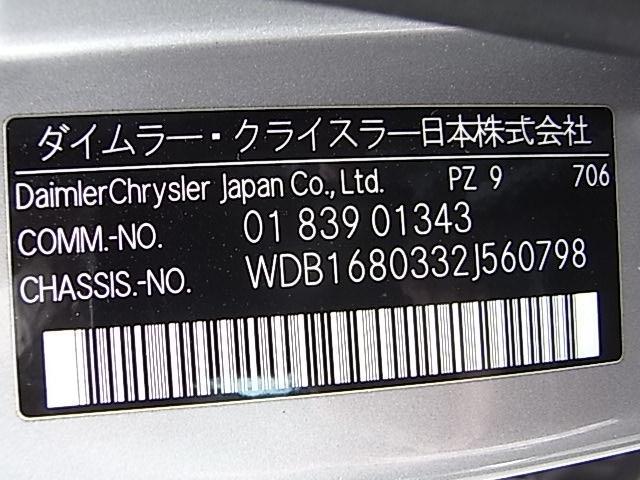 ダイムラー・クライスラー日本株式会社
DaimlerChrysler Japan Co., Ltd. PZ 9 706
COMM.-NO. 01 839 01343
CHASSIS.-NO. WDB1680332J560798